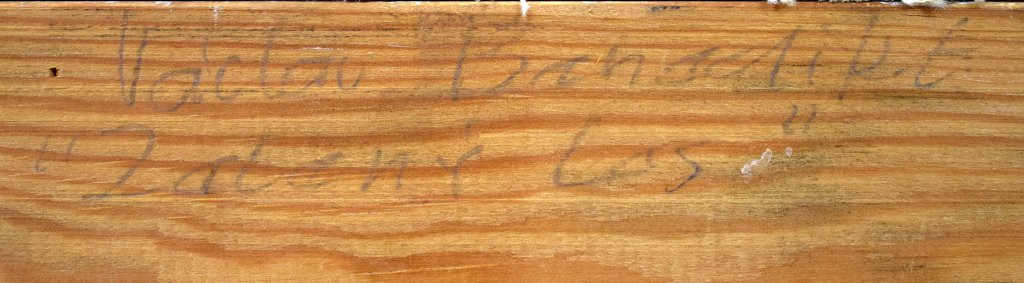 Václav Benedikt
"Zelený les"